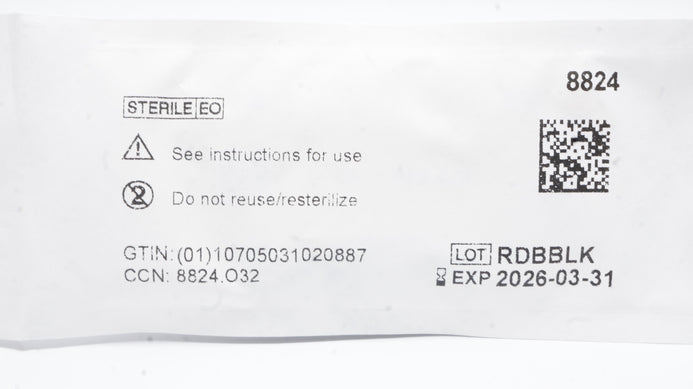 8824
STERILE EO
See instructions for use
Do not reuse/resterilize
GTIN:(01)10705031020887
CCN: 8824.O32
LOT RDBBLK
EXP 2026-03-31